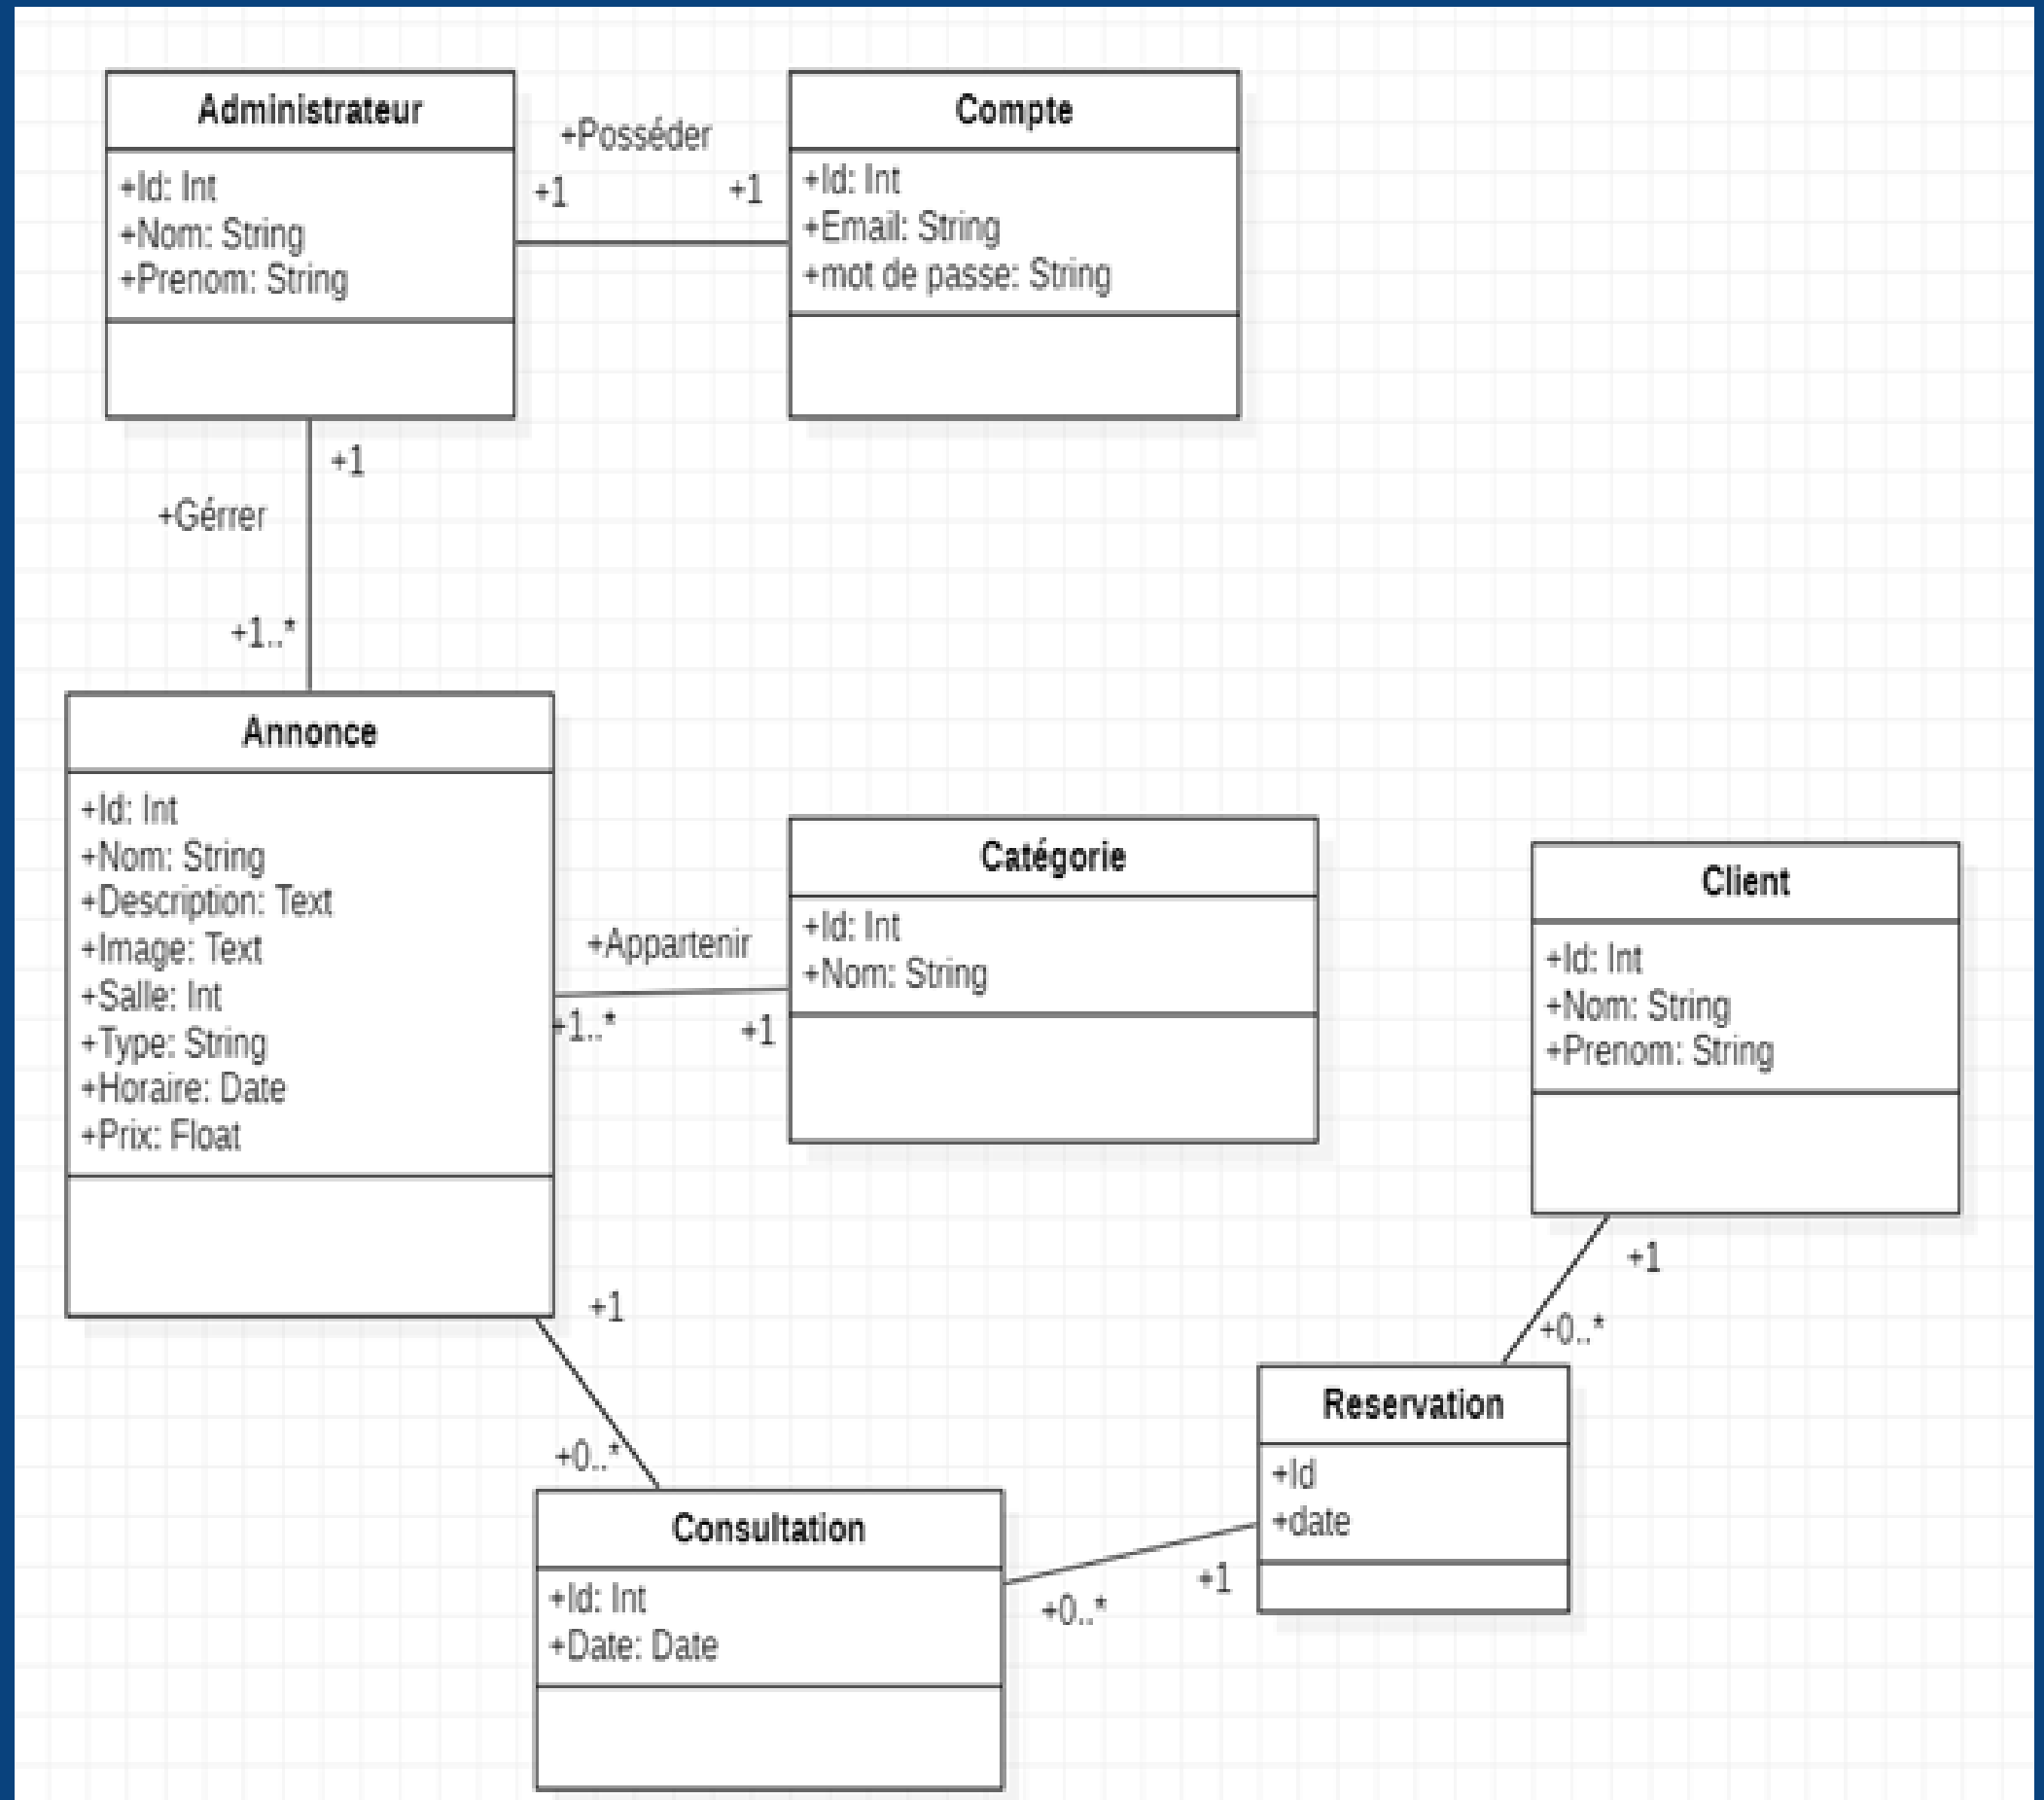 Administrateur
+Id: Int
+Nom: String
+Prenom: String
+Posséder
+1
+1
Compte
+Id: Int
+Email: String
+mot de passe: String
+1
+Gérrer
+1..*
Annonce
+Id: Int
+Nom: String
+Description: Text
+Image: Text
+Salle: Int
+Type: String
+Horaire: Date
+Prix: Float
+Appartenir
+1..*
+1
Catégorie
+Id: Int
+Nom: String
Client
+Id: Int
+Nom: String
+Prenom: String
+1
+0..*
+1
+0..*
Reservation
+Id
+date
Consultation
+Id: Int
+Date: Date
+0..*
+1